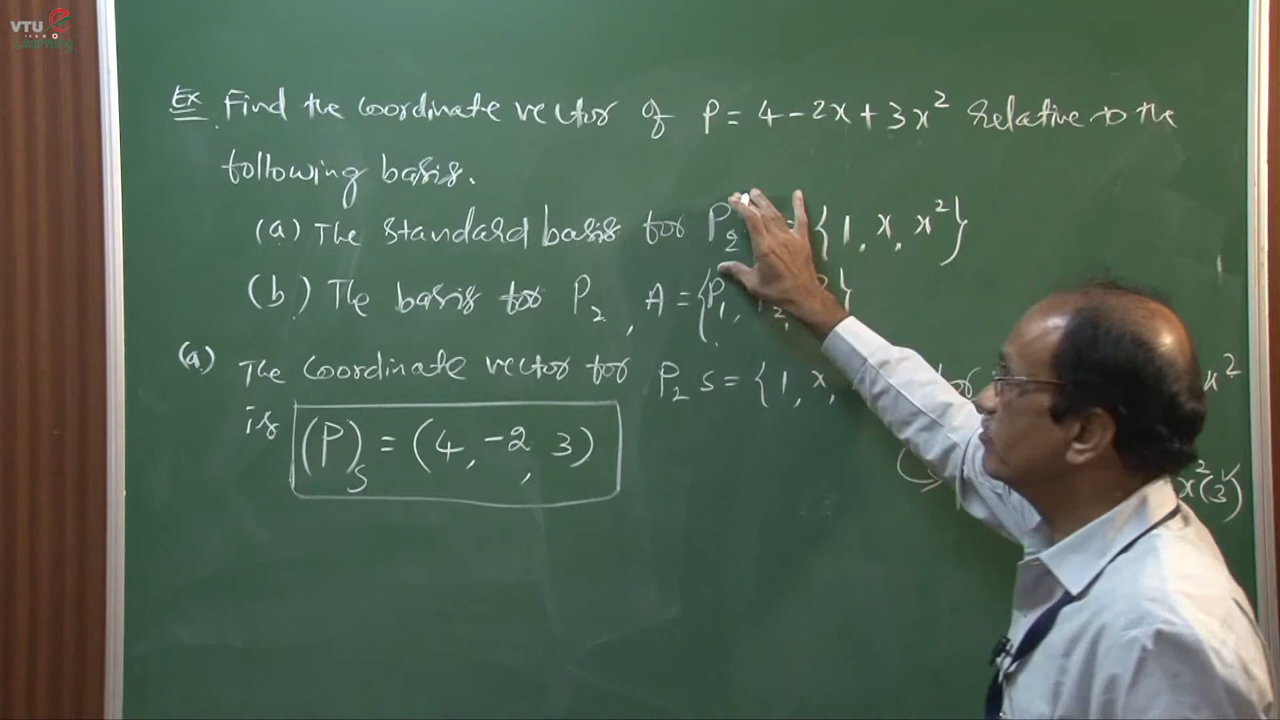 VTU e
Learning
Ex Find the coordinate vector of P = 4 - 2x + 3x² relative to the
following basis.
(a) The standard basis for P₂ = {1, x, x²}
(b.) The basis for P₂, A = {P₁, 2, }
(a.) The coordinate vector for P₂ S = {1, x, x²
is (P)ₛ = (4, -2, 3) x²(3)